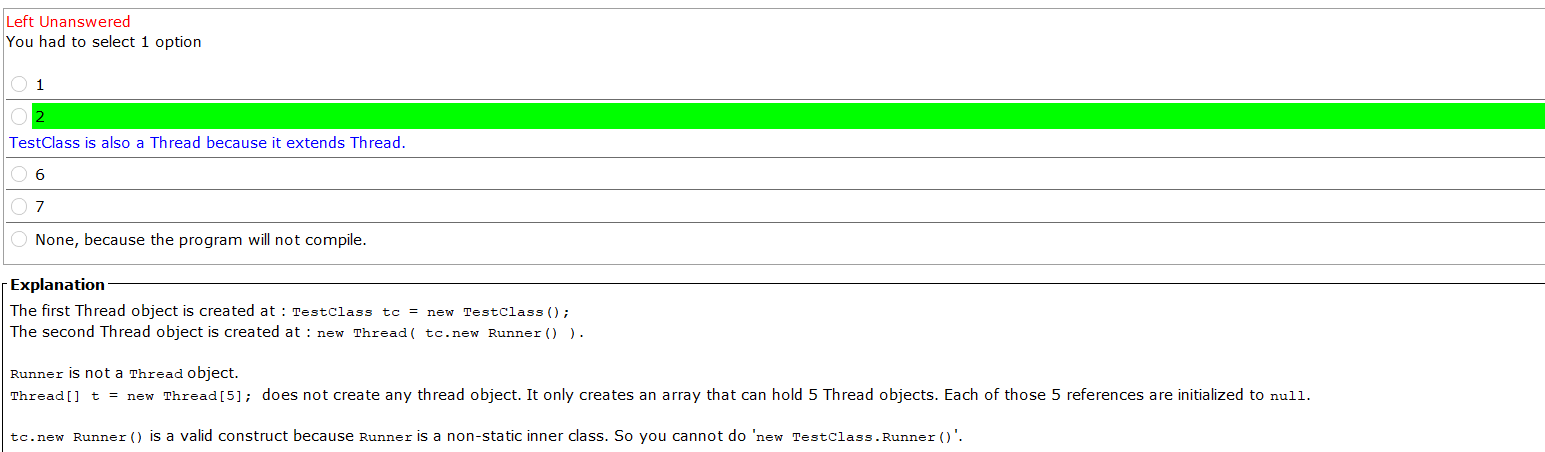 Left Unanswered
You had to select 1 option
1
2
TestClass is also a Thread because it extends Thread.
6
7
None, because the program will not compile.
Explanation
The first Thread object is created at : TestClass tc = new TestClass();
The second Thread object is created at : new Thread( tc.new Runner() ).
Runner is not a Thread object.
Thread[] t = new Thread[5]; does not create any thread object. It only creates an array that can hold 5 Thread objects. Each of those 5 references are initialized to null.
tc.new Runner() is a valid construct because Runner is a non-static inner class. So you cannot do 'new TestClass.Runner()'.